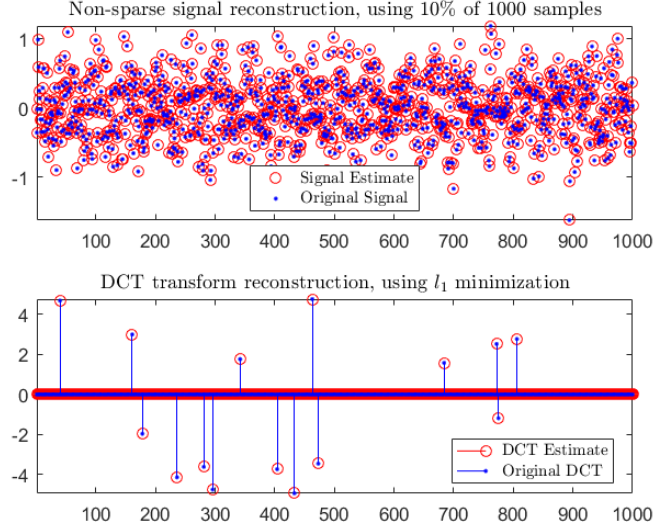 Non-sparse signal reconstruction, using 10% of 1000 samples
1
0
-1
Signal Estimate
Original Signal
100 200 300 400 500 600 700 800 900 1000
DCT transform reconstruction, using l₁ minimization
4
2
0
-2
-4
DCT Estimate
Original DCT
100 200 300 400 500 600 700 800 900 1000